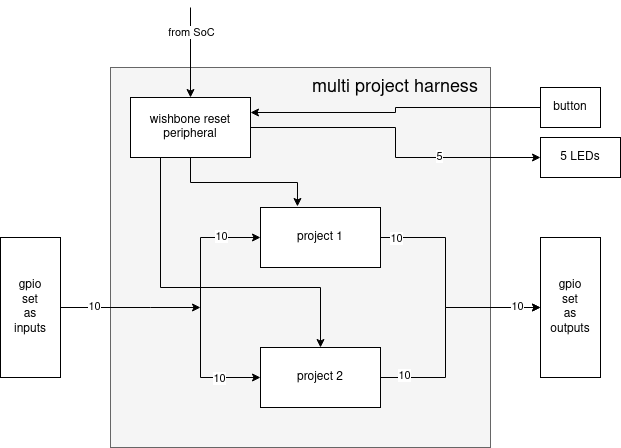 from SoC
multi project harness
wishbone reset
peripheral
button
5
5 LEDs
10
project 1
10
gpio
set
as
inputs
10
10
gpio
set
as
outputs
10
project 2
10